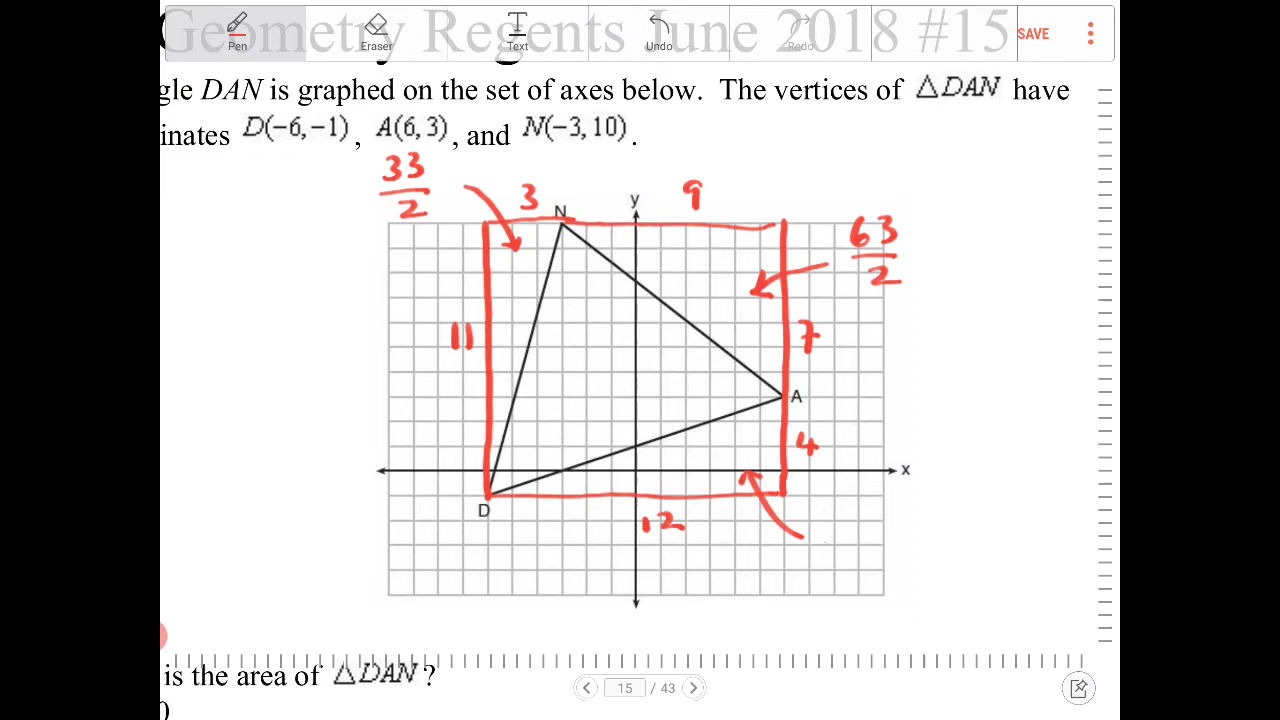 Geometry Regents June 2018 #15
Pen
Eraser
Text
Undo
Redo
SAVE
gle DAN is graphed on the set of axes below. The vertices of △DAN have
inates D(−6,−1), A(6,3), and N(−3,10).
33
2
3
9
N
y
63
2
11
7
A
4
x
D
12
is the area of △DAN?
15 / 43